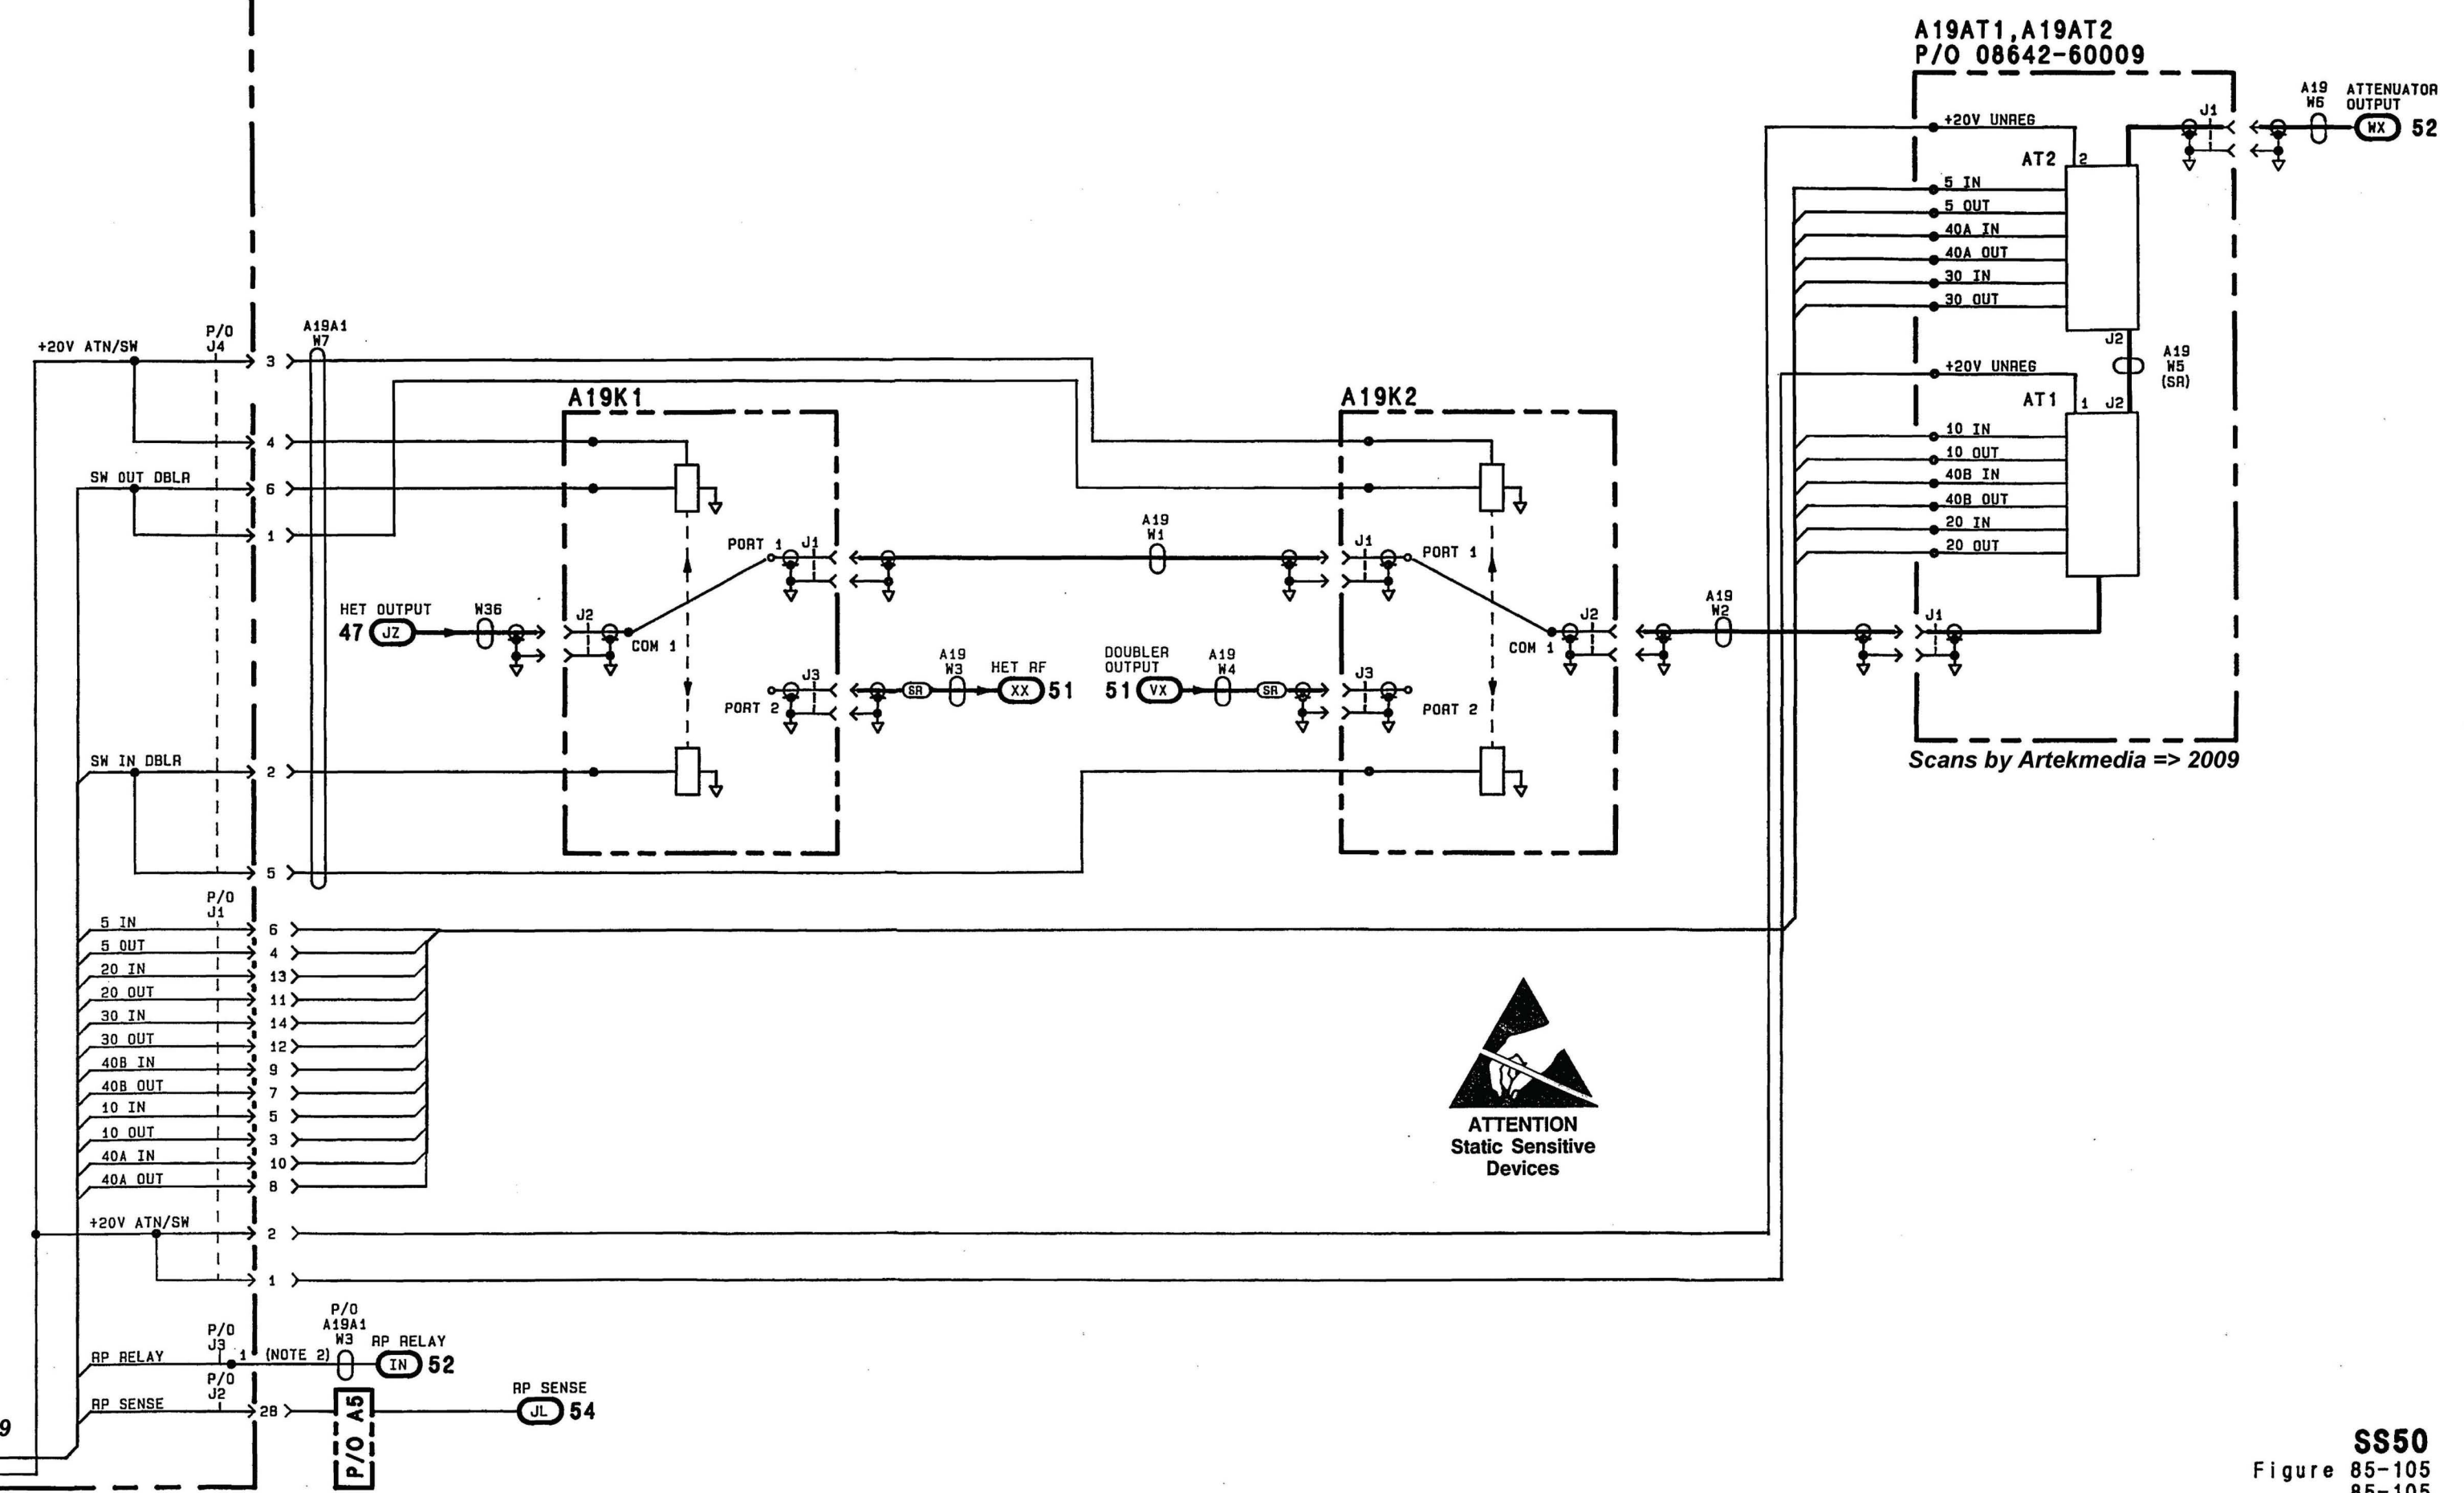 A19AT1,A19AT2
P/O 08642-60009
A19
W6
ATTENUATOR
OUTPUT
WX
52
J1
+20V UNREG
AT2
2
5 IN
5 OUT
40A IN
40A OUT
30 IN
30 OUT
J2
A19
W5
(SR)
+20V UNREG
AT1
1
J2
10 IN
10 OUT
40B IN
40B OUT
20 IN
20 OUT
J1
Scans by Artekmedia => 2009
+20V ATN/SW
P/O
J4
A19A1
W7
3
4
SW OUT DBLR
6
1
A19K1
PORT 1
J1
HET OUTPUT
47
JZ
W36
J2
COM 1
J3
PORT 2
A19
W1
A19
W3
SR
HET RF
XX
51
DOUBLER
OUTPUT
51
VX
A19
W4
SR
A19K2
J1
PORT 1
J2
COM 1
J3
PORT 2
A19
W2
SW IN DBLR
2
5
P/O
J1
5 IN
6
5 OUT
4
20 IN
13
20 OUT
11
30 IN
14
30 OUT
12
40B IN
9
40B OUT
7
10 IN
5
10 OUT
3
40A IN
10
40A OUT
8
+20V ATN/SW
2
1
ATTENTION
Static Sensitive
Devices
RP RELAY
P/O
J3
1
(NOTE 2)
P/O
A19A1
W3
RP RELAY
IN
52
RP SENSE
P/O
J2
28
P/O A5
RP SENSE
JL
54
9
SS50
Figure 85-105
85-105